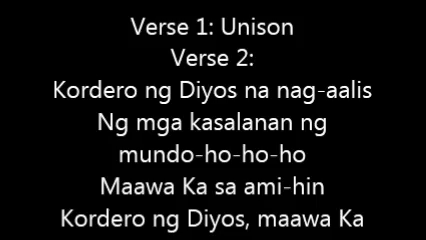 Verse 1: Unison
Verse 2:
Kordero ng Diyos na nag-aalis
Ng mga kasalanan ng
mundo-ho-ho-ho
Maawa Ka sa ami-hin
Kordero ng Diyos, maawa Ka